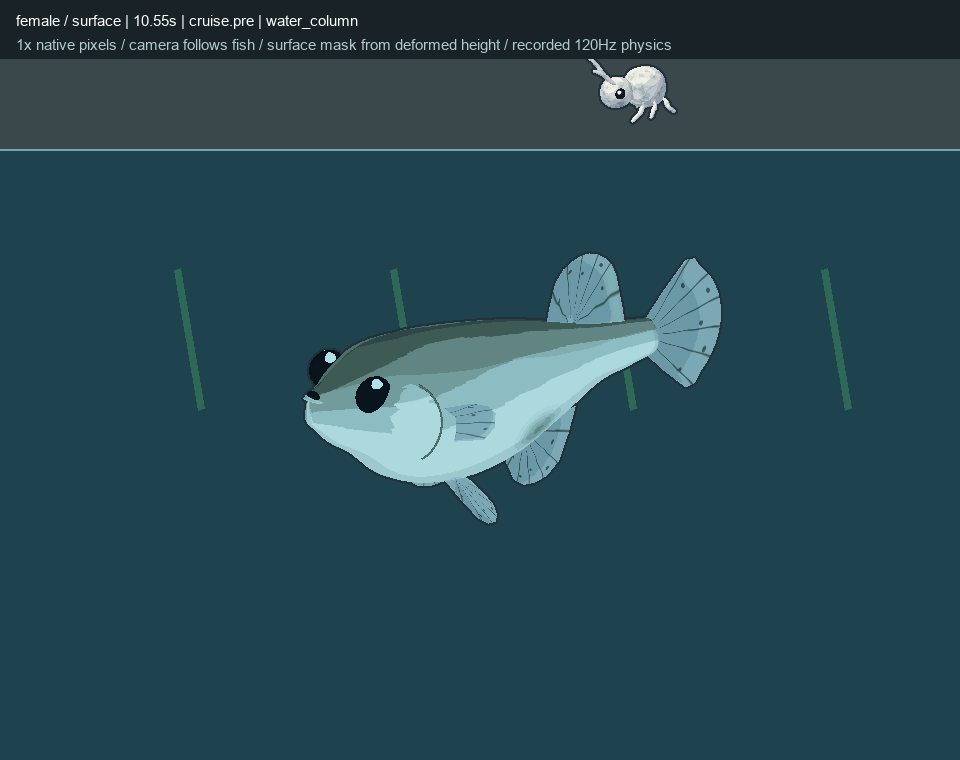 female / surface | 10.55s | cruise.pre | water_column
1x native pixels / camera follows fish / surface mask from deformed height / recorded 120Hz physics